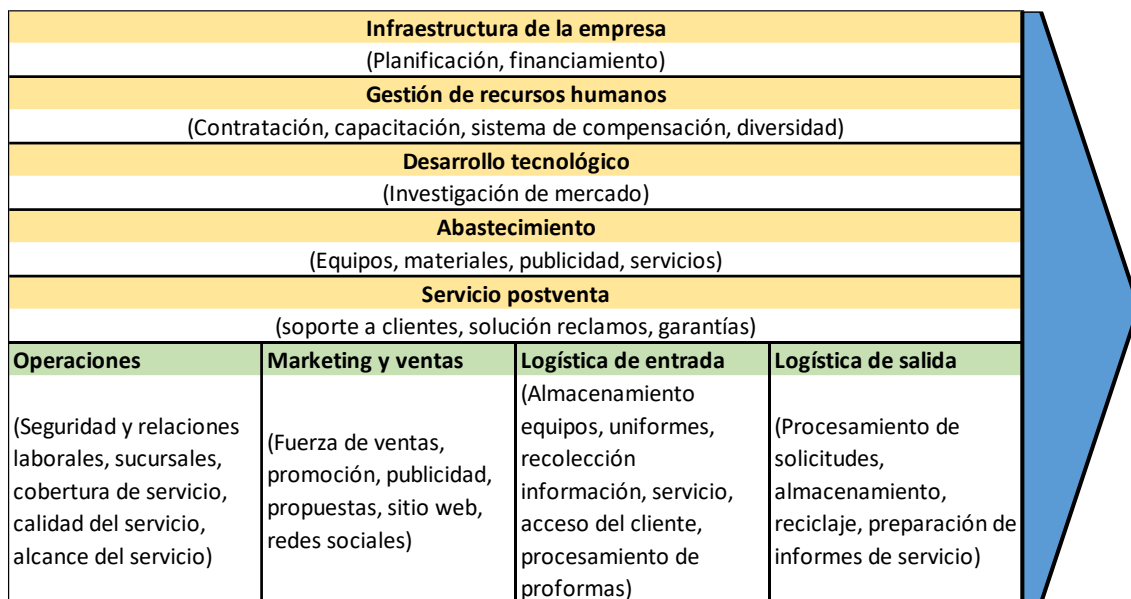 Infraestructura de la empresa
(Planificación, financiamiento)
Gestión de recursos humanos
(Contratación, capacitación, sistema de compensación, diversidad)
Desarrollo tecnológico
(Investigación de mercado)
Abastecimiento
(Equipos, materiales, publicidad, servicios)
Servicio postventa
(soporte a clientes, solución reclamos, garantías)
Operaciones
(Seguridad y relaciones
laborales, sucursales,
cobertura de servicio,
calidad del servicio,
alcance del servicio)
Marketing y ventas
(Fuerza de ventas,
promoción, publicidad,
propuestas, sitio web,
redes sociales)
Logística de entrada
(Almacenamiento
equipos, uniformes,
recolección
información, servicio,
acceso del cliente,
procesamiento de
proformas)
Logística de salida
(Procesamiento de
solicitudes,
almacenamiento,
reciclaje, preparación de
informes de servicio)